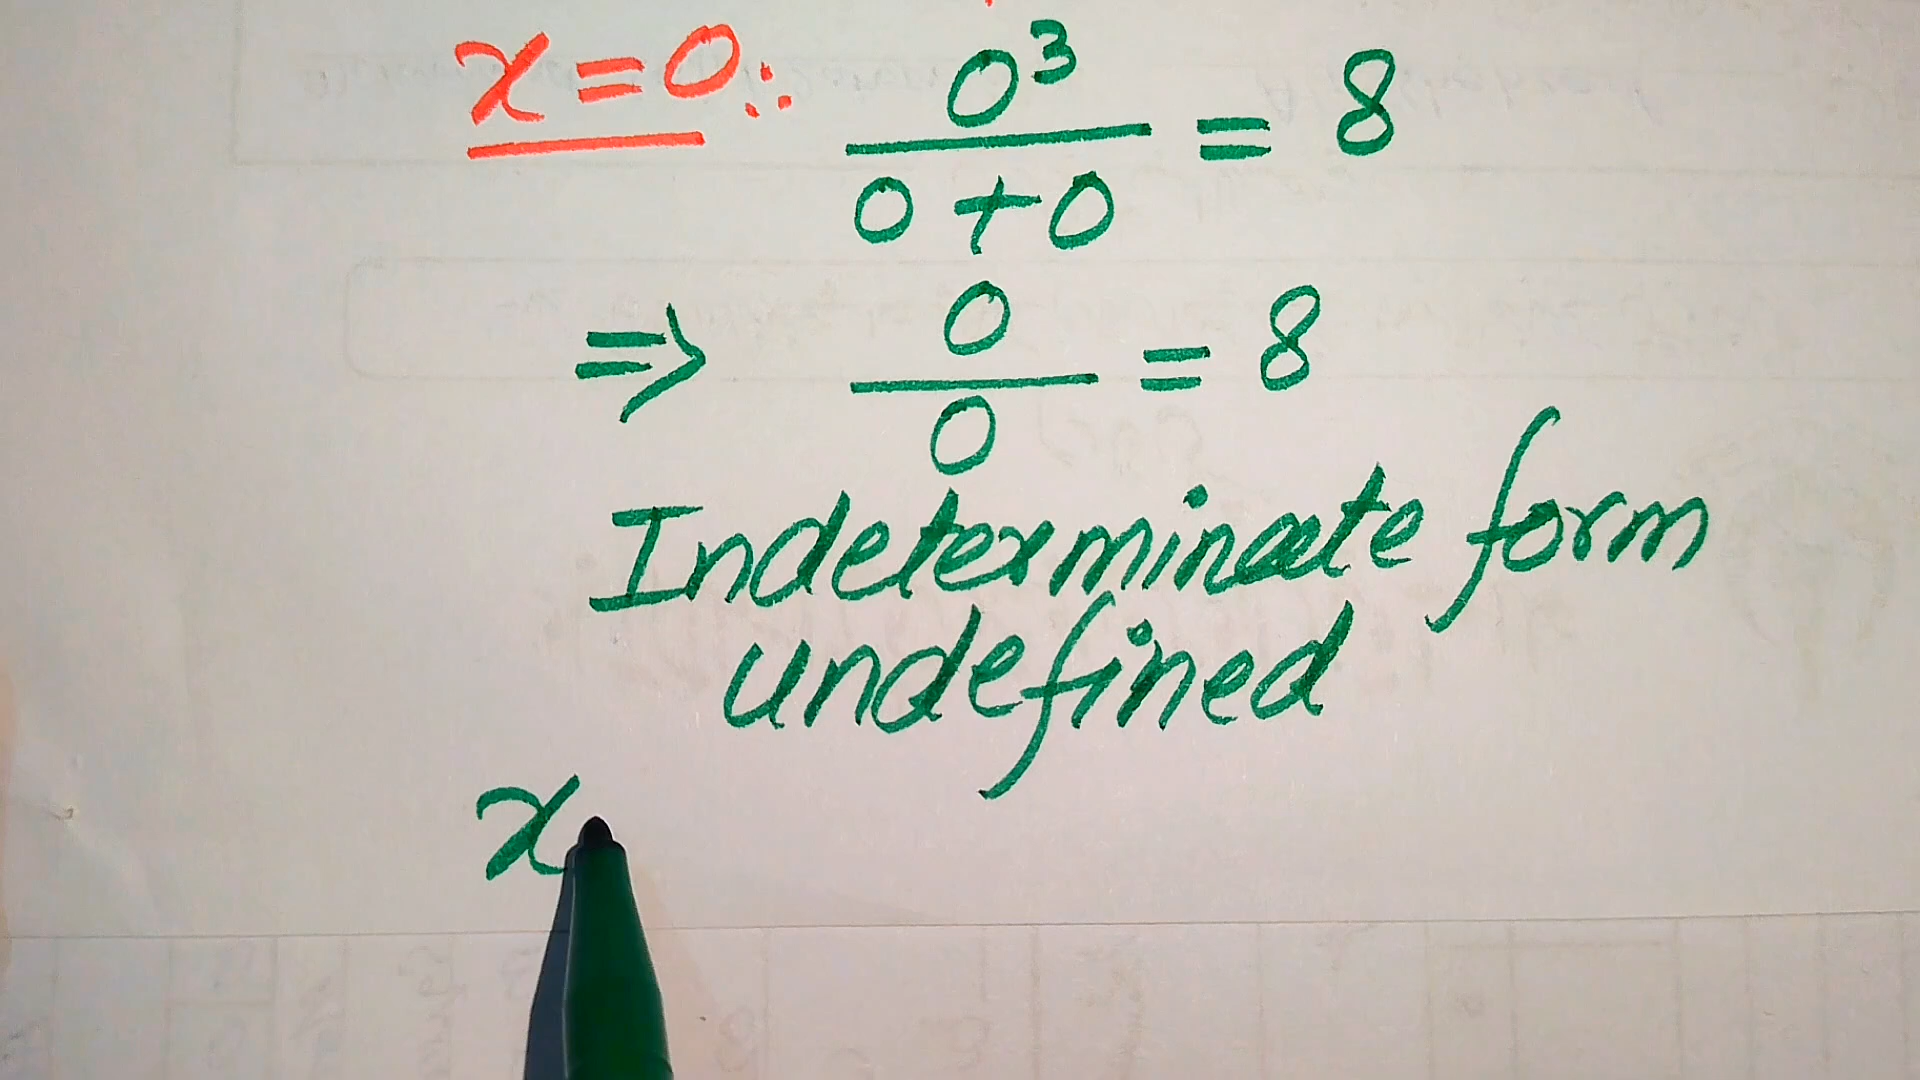 x=0: 0³/(0+0) = 8
⇒ 0/0 = 8
Indeterminate form
undefined
x